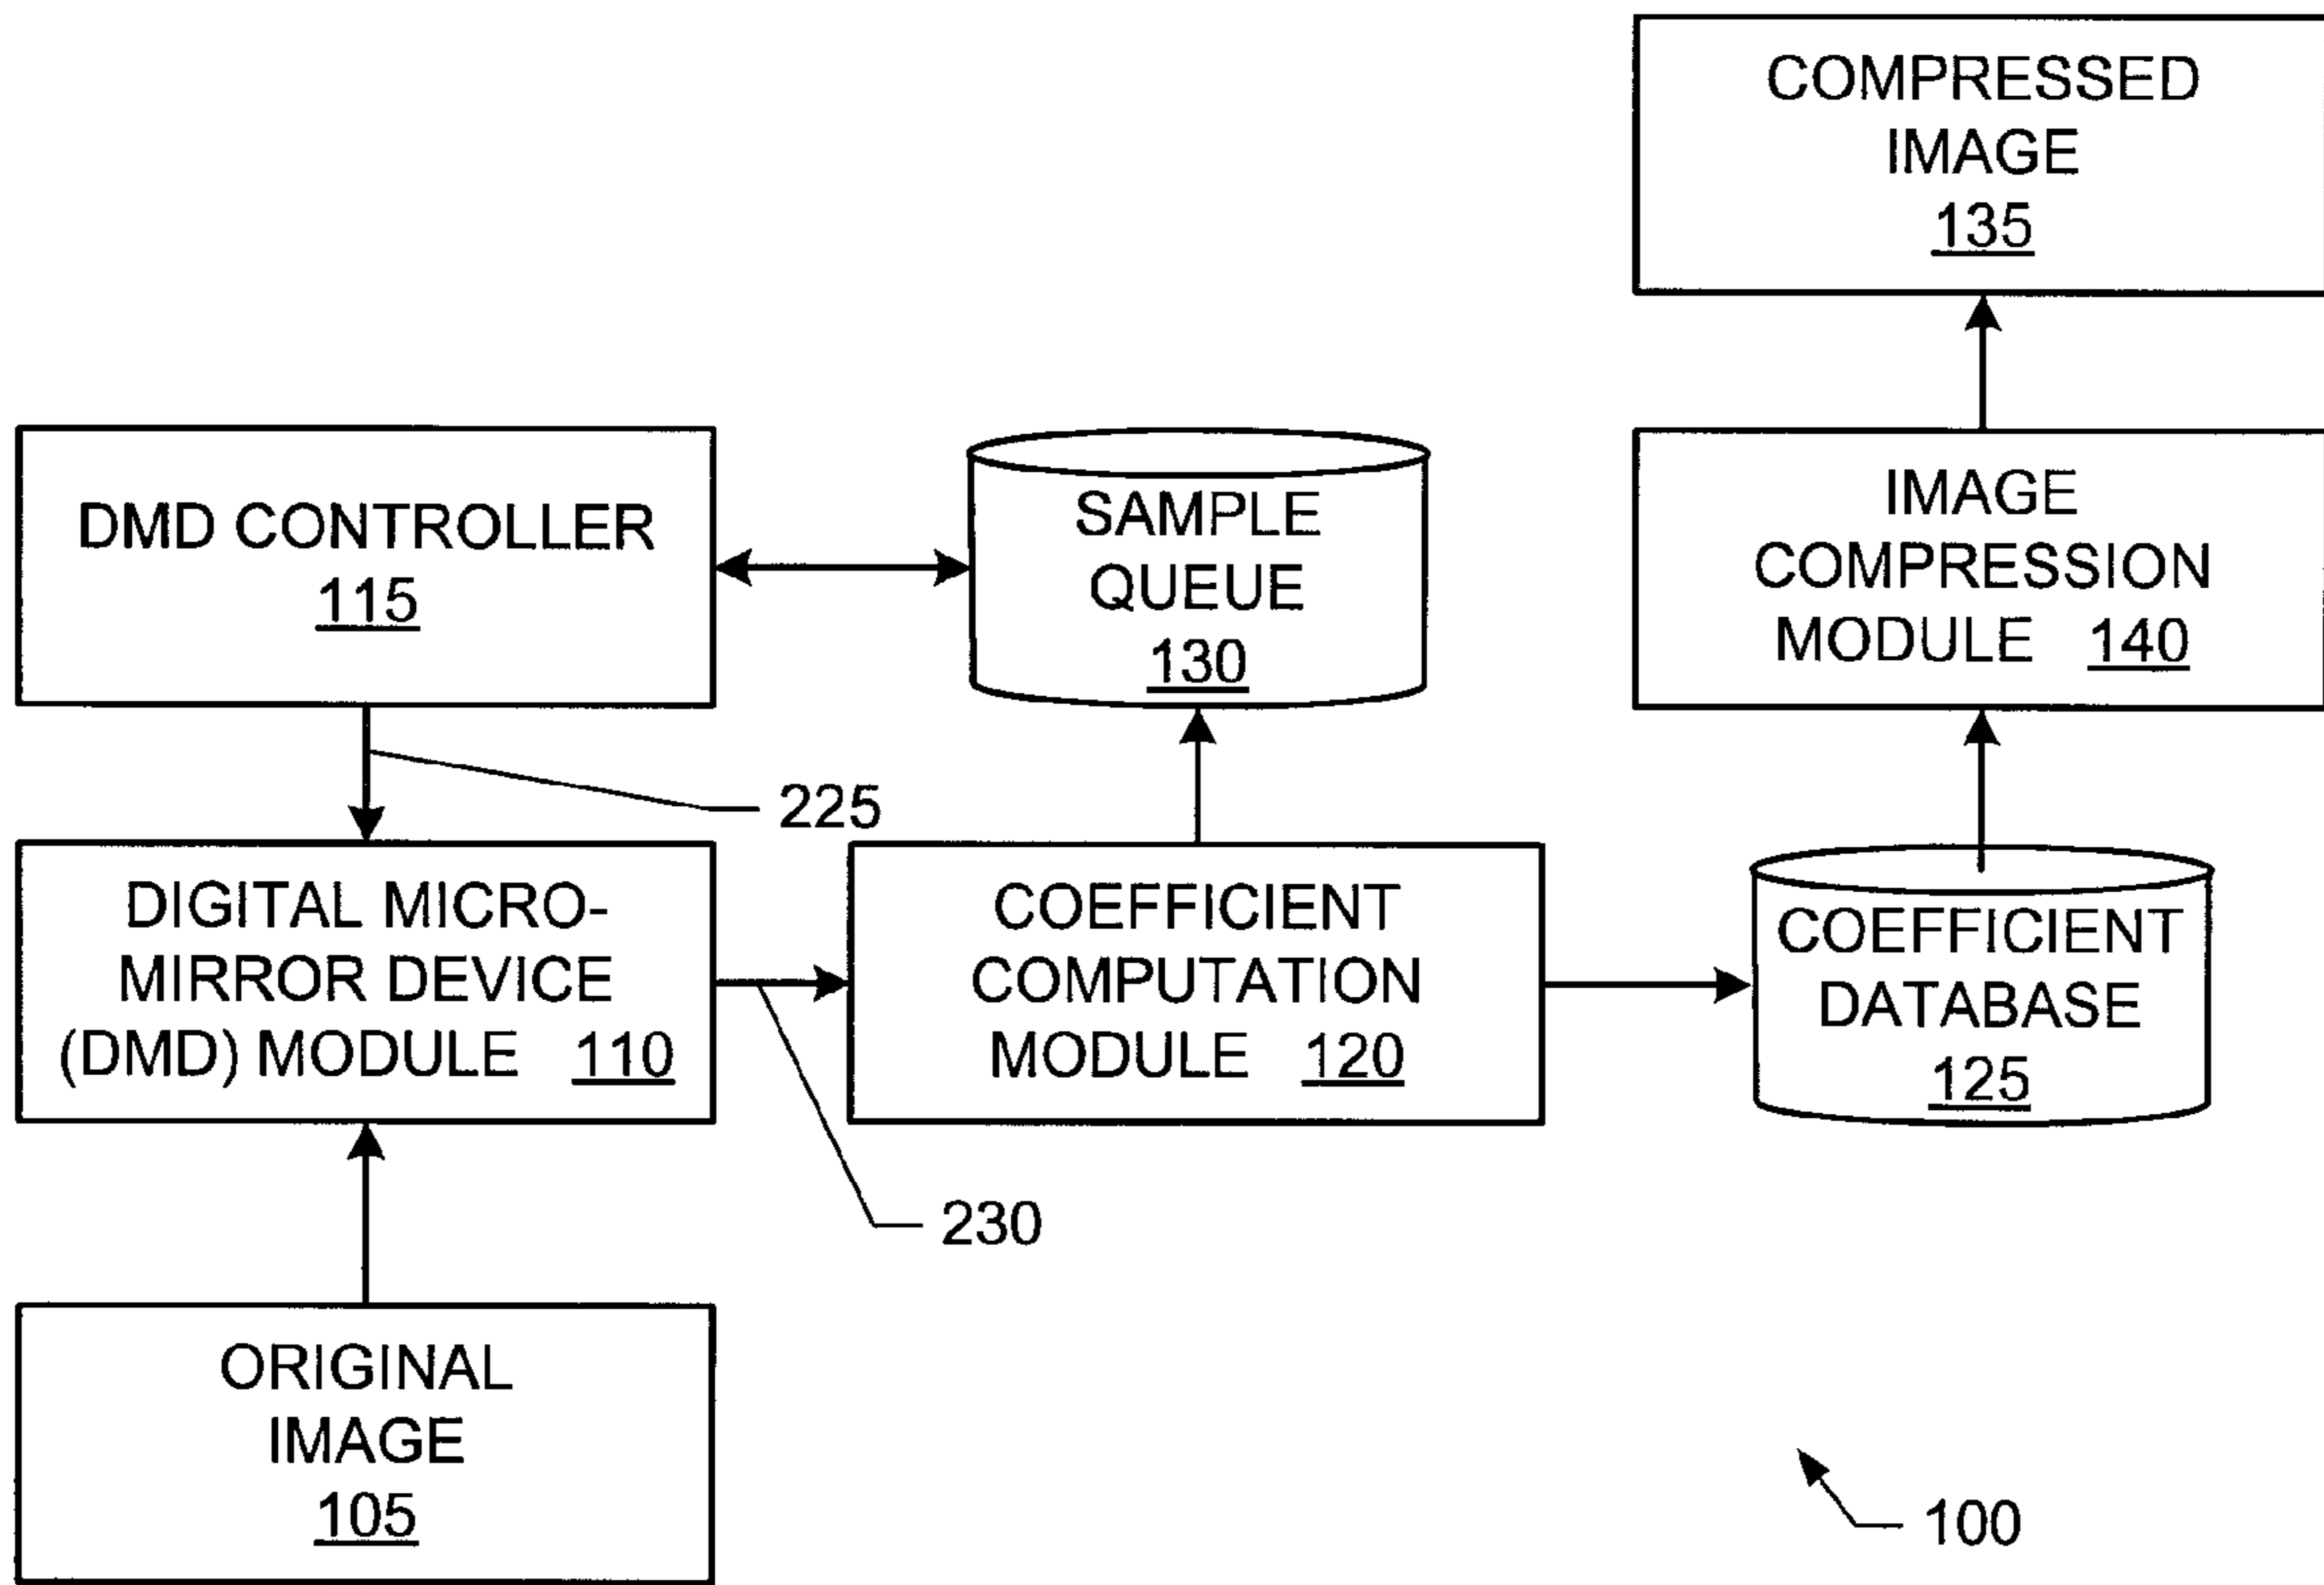 COMPRESSED
IMAGE
135
DMD CONTROLLER
115
SAMPLE
QUEUE
130
IMAGE
COMPRESSION
MODULE 140
225
DIGITAL MICRO-
MIRROR DEVICE
(DMD) MODULE 110
COEFFICIENT
COMPUTATION
MODULE 120
COEFFICIENT
DATABASE
125
230
ORIGINAL
IMAGE
105
100